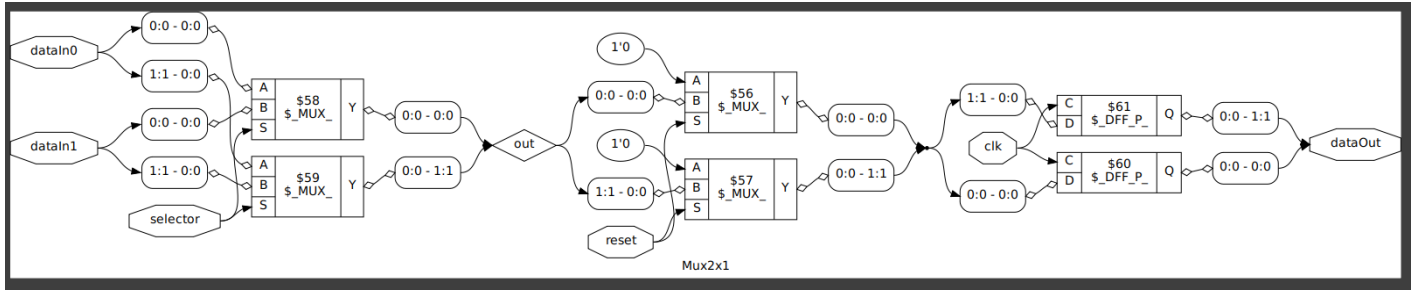 dataIn0
dataIn1
0:0 - 0:0
1:1 - 0:0
0:0 - 0:0
1:1 - 0:0
selector
A
B
S
$58
$_MUX_
Y
A
B
S
$59
$_MUX_
Y
0:0 - 0:0
0:0 - 1:1
out
1'0
0:0 - 0:0
1'0
1:1 - 0:0
reset
A
B
S
$56
$_MUX_
Y
A
B
S
$57
$_MUX_
Y
0:0 - 0:0
0:0 - 1:1
1:1 - 0:0
clk
0:0 - 0:0
C
D
$61
$_DFF_P_
Q
C
D
$60
$_DFF_P_
Q
0:0 - 1:1
0:0 - 0:0
dataOut
Mux2x1